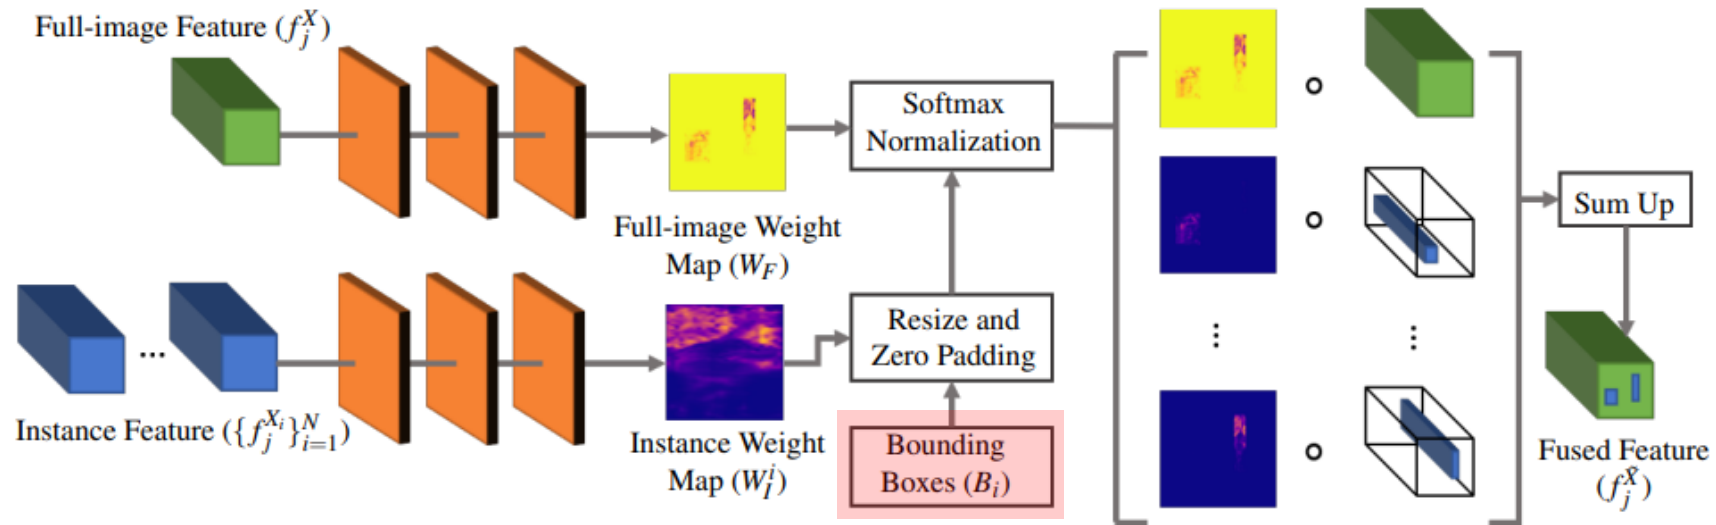 Full-image Feature (f_j^X)
Full-image Weight
Map (W_F)
Softmax
Normalization
Instance Feature ({f_j^{X_i}}_{i=1}^N)
...
Instance Weight
Map (W_I^i)
Resize and
Zero Padding
Bounding
Boxes (B_i)
Sum Up
Fused Feature
(f_j^{X̃})